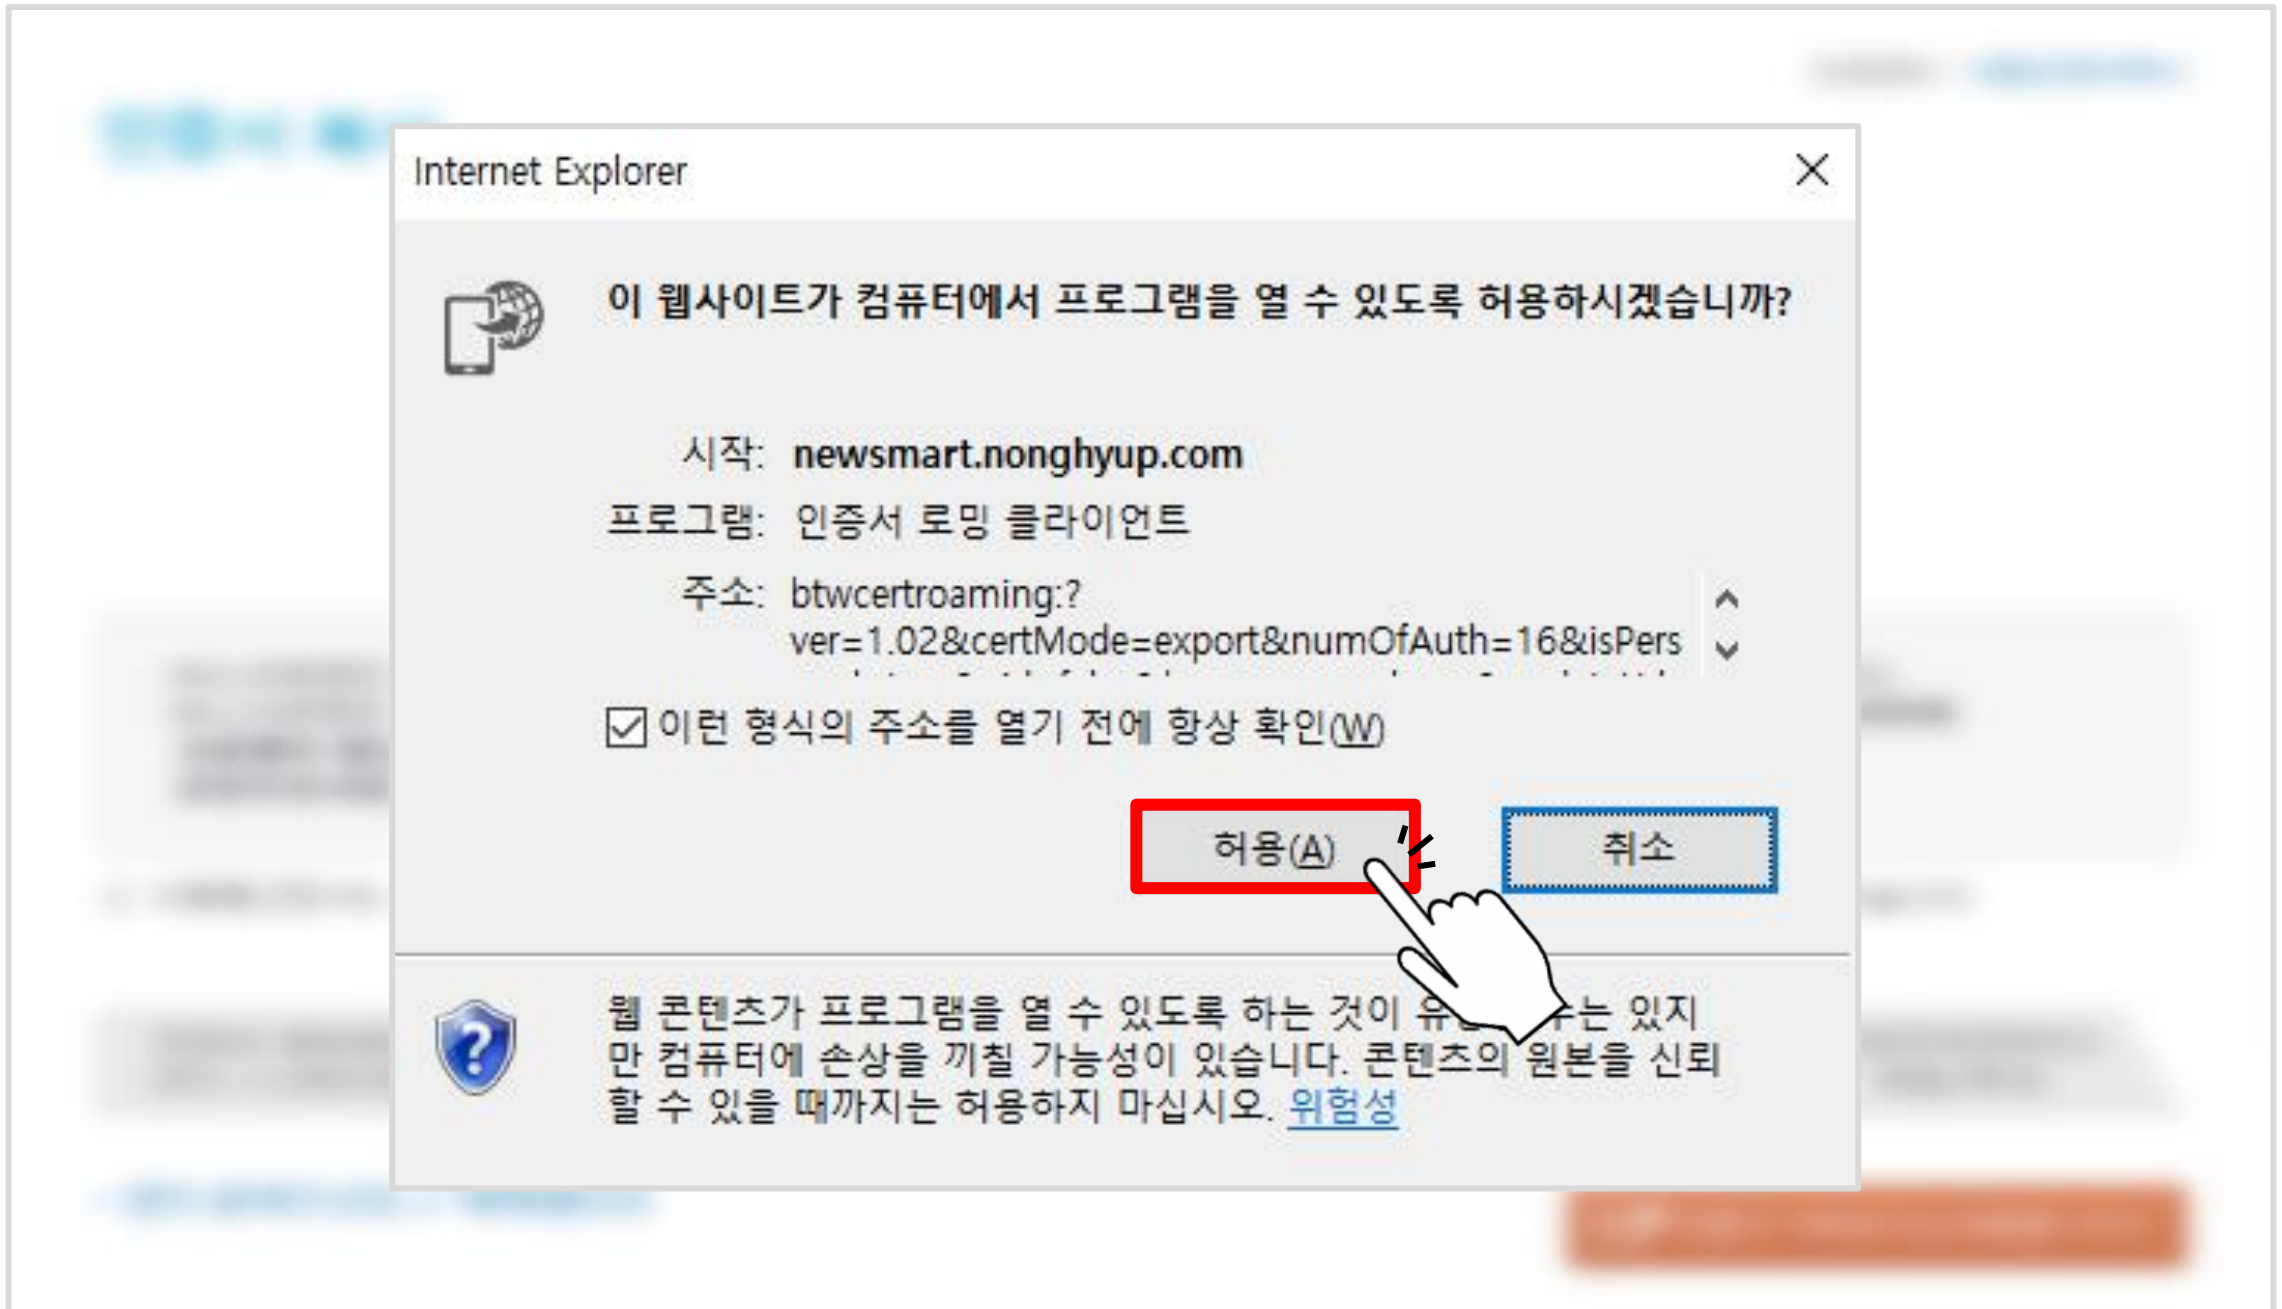 Internet Explorer
이 웹사이트가 컴퓨터에서 프로그램을 열 수 있도록 허용하시겠습니까?
시작: newsmart.nonghyup.com
프로그램: 인증서 로밍 클라이언트
주소: btwcertroaming:?
ver=1.02&certMode=export&numOfAuth=16&isPers
이런 형식의 주소를 열기 전에 항상 확인(W)
허용(A) 취소
웹 콘텐츠가 프로그램을 열 수 있도록 하는 것이 있지
만 컴퓨터에 손상을 끼칠 가능성이 있습니다. 콘텐츠의 원본을 신뢰
할 수 있을 때까지는 허용하지 마십시오. 위험성